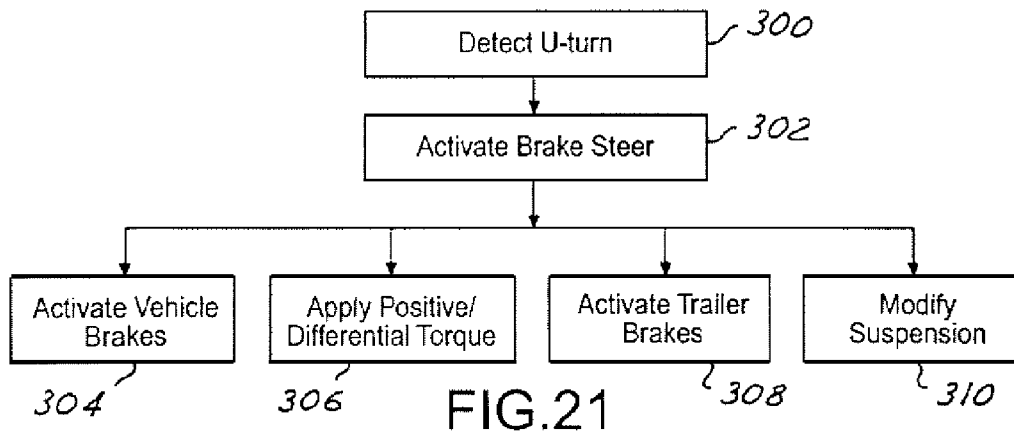 Detect U-turn
300
Activate Brake Steer
302
Activate Vehicle
Brakes
304
Apply Positive/
Differential Torque
306
Activate Trailer
Brakes
308
Modify
Suspension
310
FIG.21